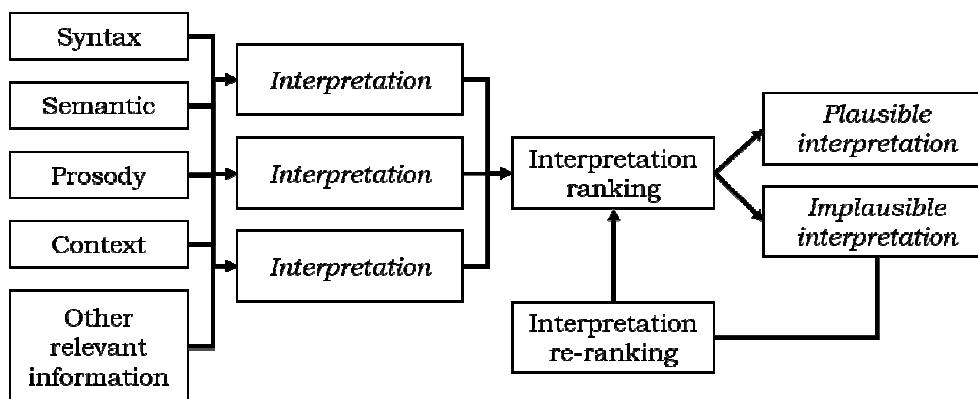 Syntax
Semantic
Prosody
Context
Other
relevant
information
Interpretation
Interpretation
Interpretation
Interpretation
ranking
Interpretation
re-ranking
Plausible
interpretation
Implausible
interpretation